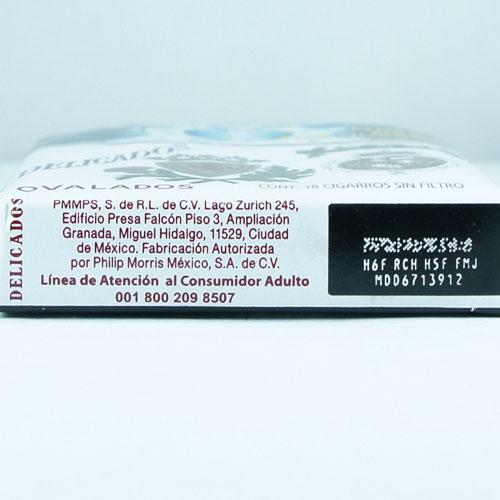 DELICADOS
OVALADOS
CONT. 18 CIGARROS SIN FILTRO
DELICADOS
PMMPS, S. de R.L. de C.V. Lago Zurich 245,
Edificio Presa Falcón Piso 3, Ampliación
Granada, Miguel Hidalgo, 11529, Ciudad
de México. Fabricación Autorizada
por Philip Morris México, S.A. de C.V.
Línea de Atención al Consumidor Adulto
001 800 209 8507
H6F RCH HSF FMJ
MDD6713912